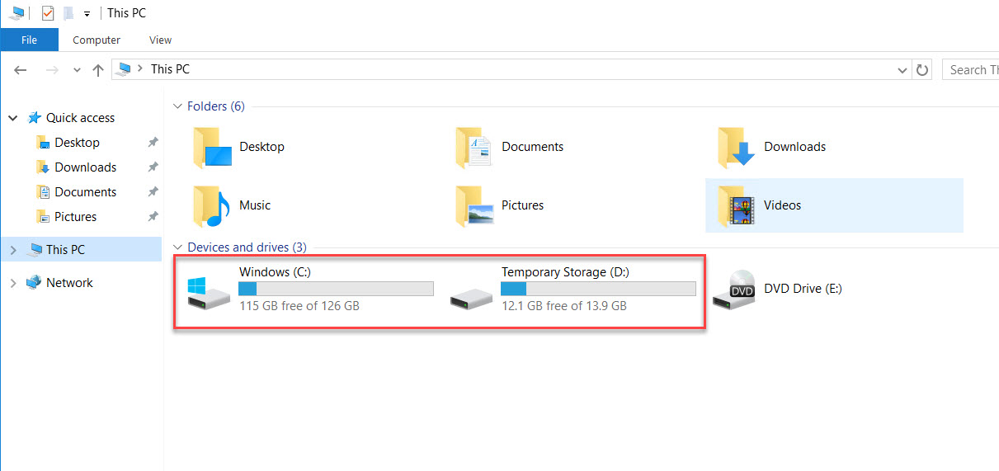 This PC
File Computer View
This PC
Search Th
Quick access
Desktop
Downloads
Documents
Pictures
This PC
Network
Folders (6)
Desktop Documents Downloads
Music Pictures Videos
Devices and drives (3)
Windows (C:) Temporary Storage (D:)
115 GB free of 126 GB 12.1 GB free of 13.9 GB
DVD DVD Drive (E:)